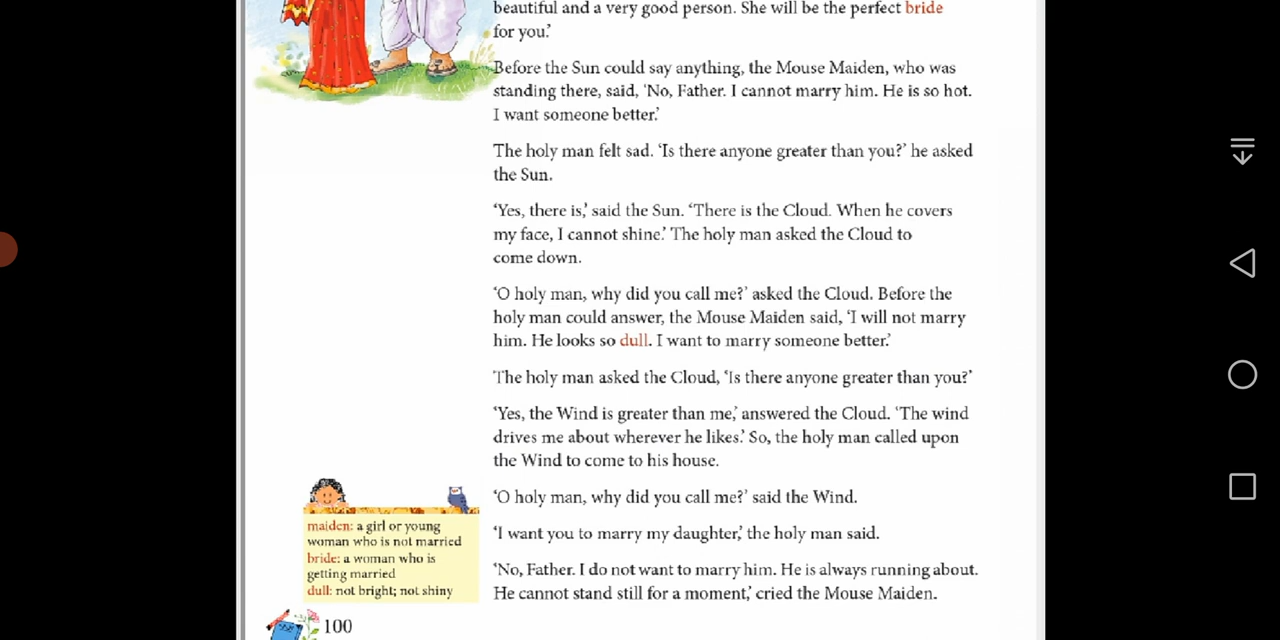 beautiful and a very good person. She will be the perfect bride
for you.’
Before the Sun could say anything, the Mouse Maiden, who was
standing there, said, ‘No, Father. I cannot marry him. He is so hot.
I want someone better.’
The holy man felt sad. ‘Is there anyone greater than you?’ he asked
the Sun.
‘Yes, there is,’ said the Sun. ‘There is the Cloud. When he covers
my face, I cannot shine.’ The holy man asked the Cloud to
come down.
‘O holy man, why did you call me?’ asked the Cloud. Before the
holy man could answer, the Mouse Maiden said, ‘I will not marry
him. He looks so dull. I want to marry someone better.’
The holy man asked the Cloud, ‘Is there anyone greater than you?’
‘Yes, the Wind is greater than me,’ answered the Cloud. ‘The wind
drives me about wherever he likes.’ So, the holy man called upon
the Wind to come to his house.
‘O holy man, why did you call me?’ said the Wind.
‘I want you to marry my daughter,’ the holy man said.
‘No, Father. I do not want to marry him. He is always running about.
He cannot stand still for a moment,’ cried the Mouse Maiden.
maiden: a girl or young
woman who is not married
bride: a woman who is
getting married
dull: not bright; not shiny
100